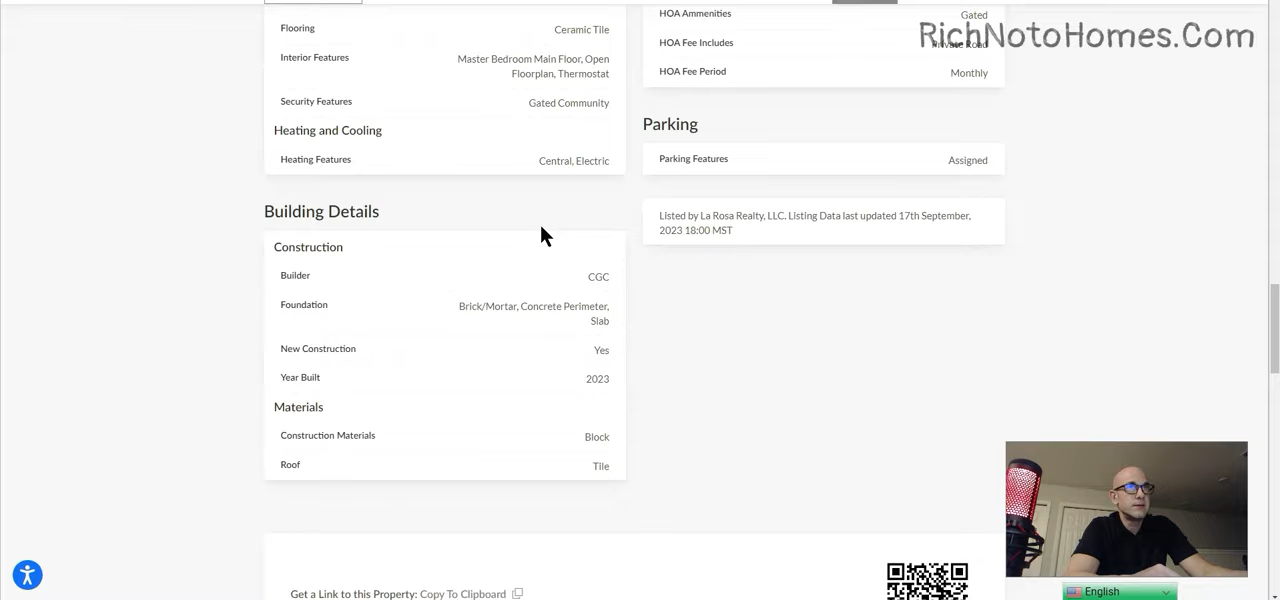 RichNotoHomes.Com
Flooring
Ceramic Tile
Interior Features
Master Bedroom Main Floor, Open
Floorplan, Thermostat
Security Features
Gated Community
Heating and Cooling
Heating Features
Central, Electric
Building Details
Construction
Builder
CGC
Foundation
Brick/Mortar, Concrete Perimeter,
Slab
New Construction
Yes
Year Built
2023
Materials
Construction Materials
Block
Roof
Tile
HOA Ammenities
Gated
HOA Fee Includes
Private Road
HOA Fee Period
Monthly
Parking
Parking Features
Assigned
Listed by La Rosa Realty, LLC. Listing Data last updated 17th September,
2023 18:00 MST
Get a Link to this Property: Copy To Clipboard
English